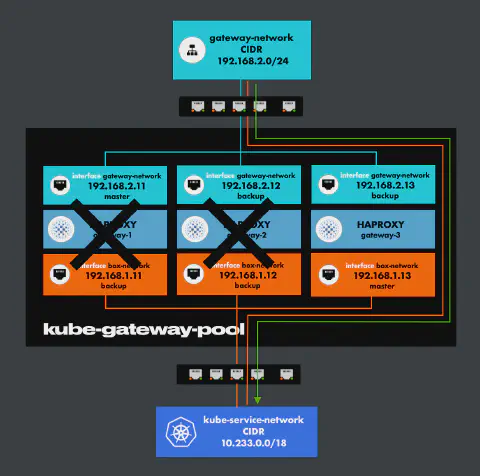 gateway-network
CIDR
192.168.2.0/24
interface gateway-network
192.168.2.11
master
interface gateway-network
192.168.2.12
backup
interface gateway-network
192.168.2.13
backup
HAPROXY
gateway-1
HAPROXY
gateway-2
HAPROXY
gateway-3
interface box-network
192.168.1.11
backup
interface box-network
192.168.1.12
backup
interface box-network
192.168.1.13
master
kube-gateway-pool
kube-service-network
CIDR
10.233.0.0/18